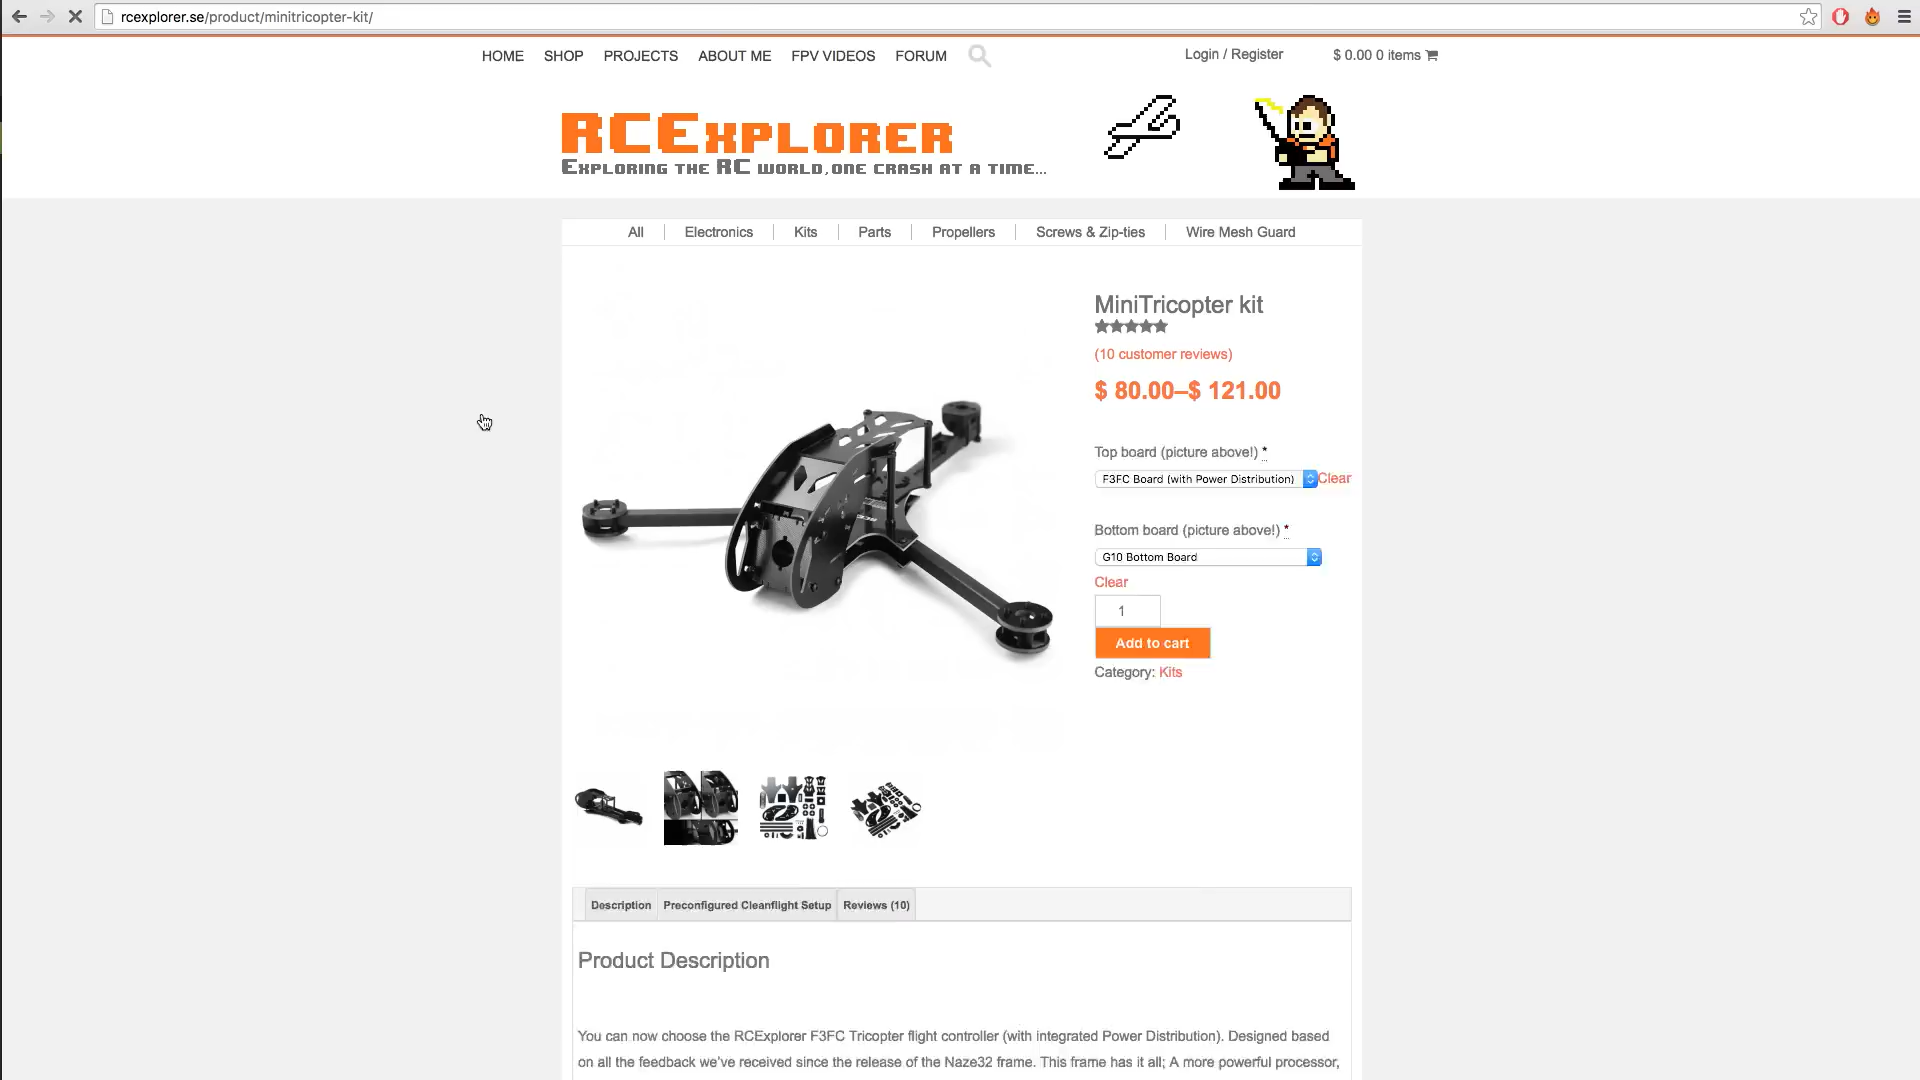 rcexplorer.se/product/minitricopter-kit/
HOME SHOP PROJECTS ABOUT ME FPV VIDEOS FORUM
Login / Register
$ 0.00 0 items
RCExplorer
Exploring the RC world,one crash at a time...
All Electronics Kits Parts Propellers Screws & Zip-ties Wire Mesh Guard
MiniTricopter kit
(10 customer reviews)
$ 80.00–$ 121.00
Top board (picture above!) *
F3FC Board (with Power Distribution) Clear
Bottom board (picture above!) *
G10 Bottom Board
Clear
1
Add to cart
Category: Kits
Description Preconfigured Cleanflight Setup Reviews (10)
Product Description
You can now choose the RCExplorer F3FC Tricopter flight controller (with integrated Power Distribution). Designed based
on all the feedback we've received since the release of the Naze32 frame. This frame has it all; A more powerful processor,